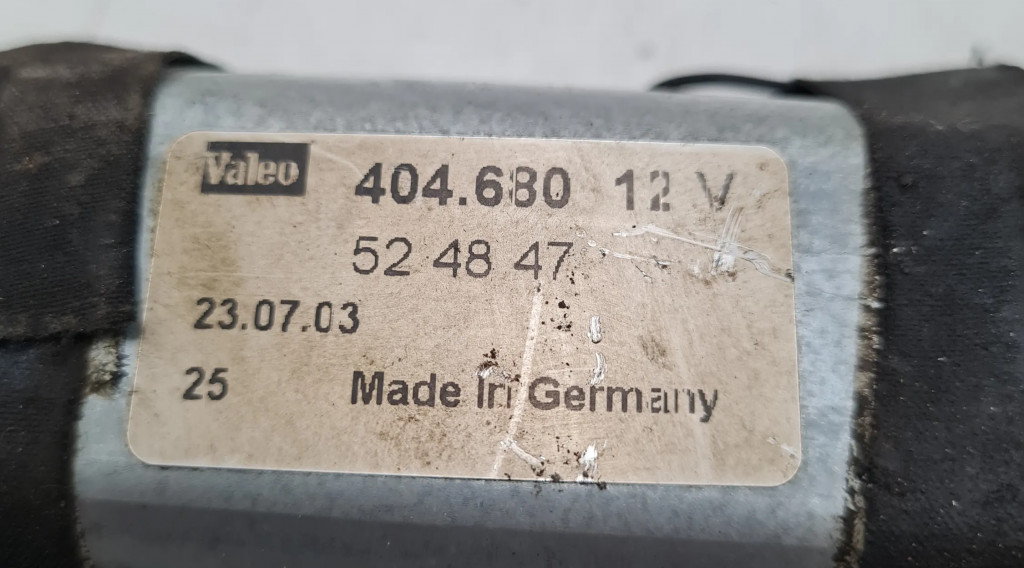 Valeo 404.680 12 V
52 48 47
23.07.03
25 Made In Germany